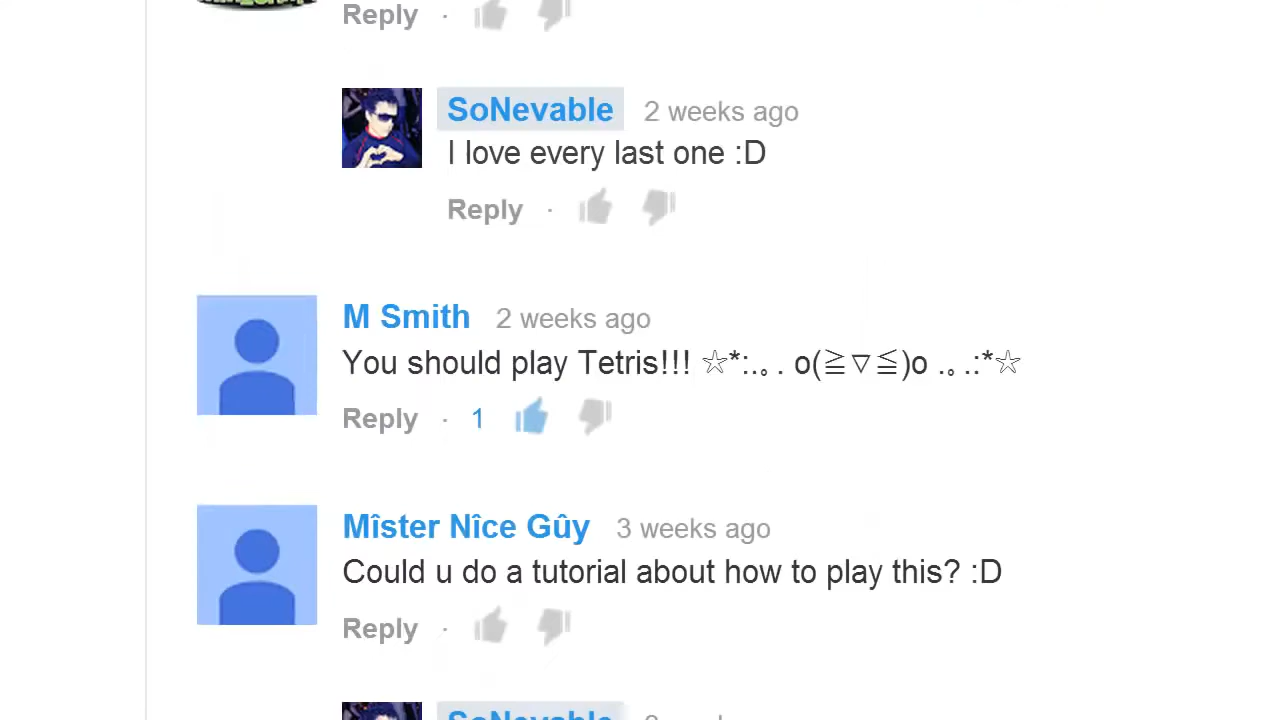 Reply ·
SoNevable 2 weeks ago
I love every last one :D
Reply ·
M Smith 2 weeks ago
You should play Tetris!!! ☆*:.｡. o(≧▽≦)o .｡.:*☆
Reply · 1
Mîster Nîce Gûy 3 weeks ago
Could u do a tutorial about how to play this? :D
Reply ·
SoNevable